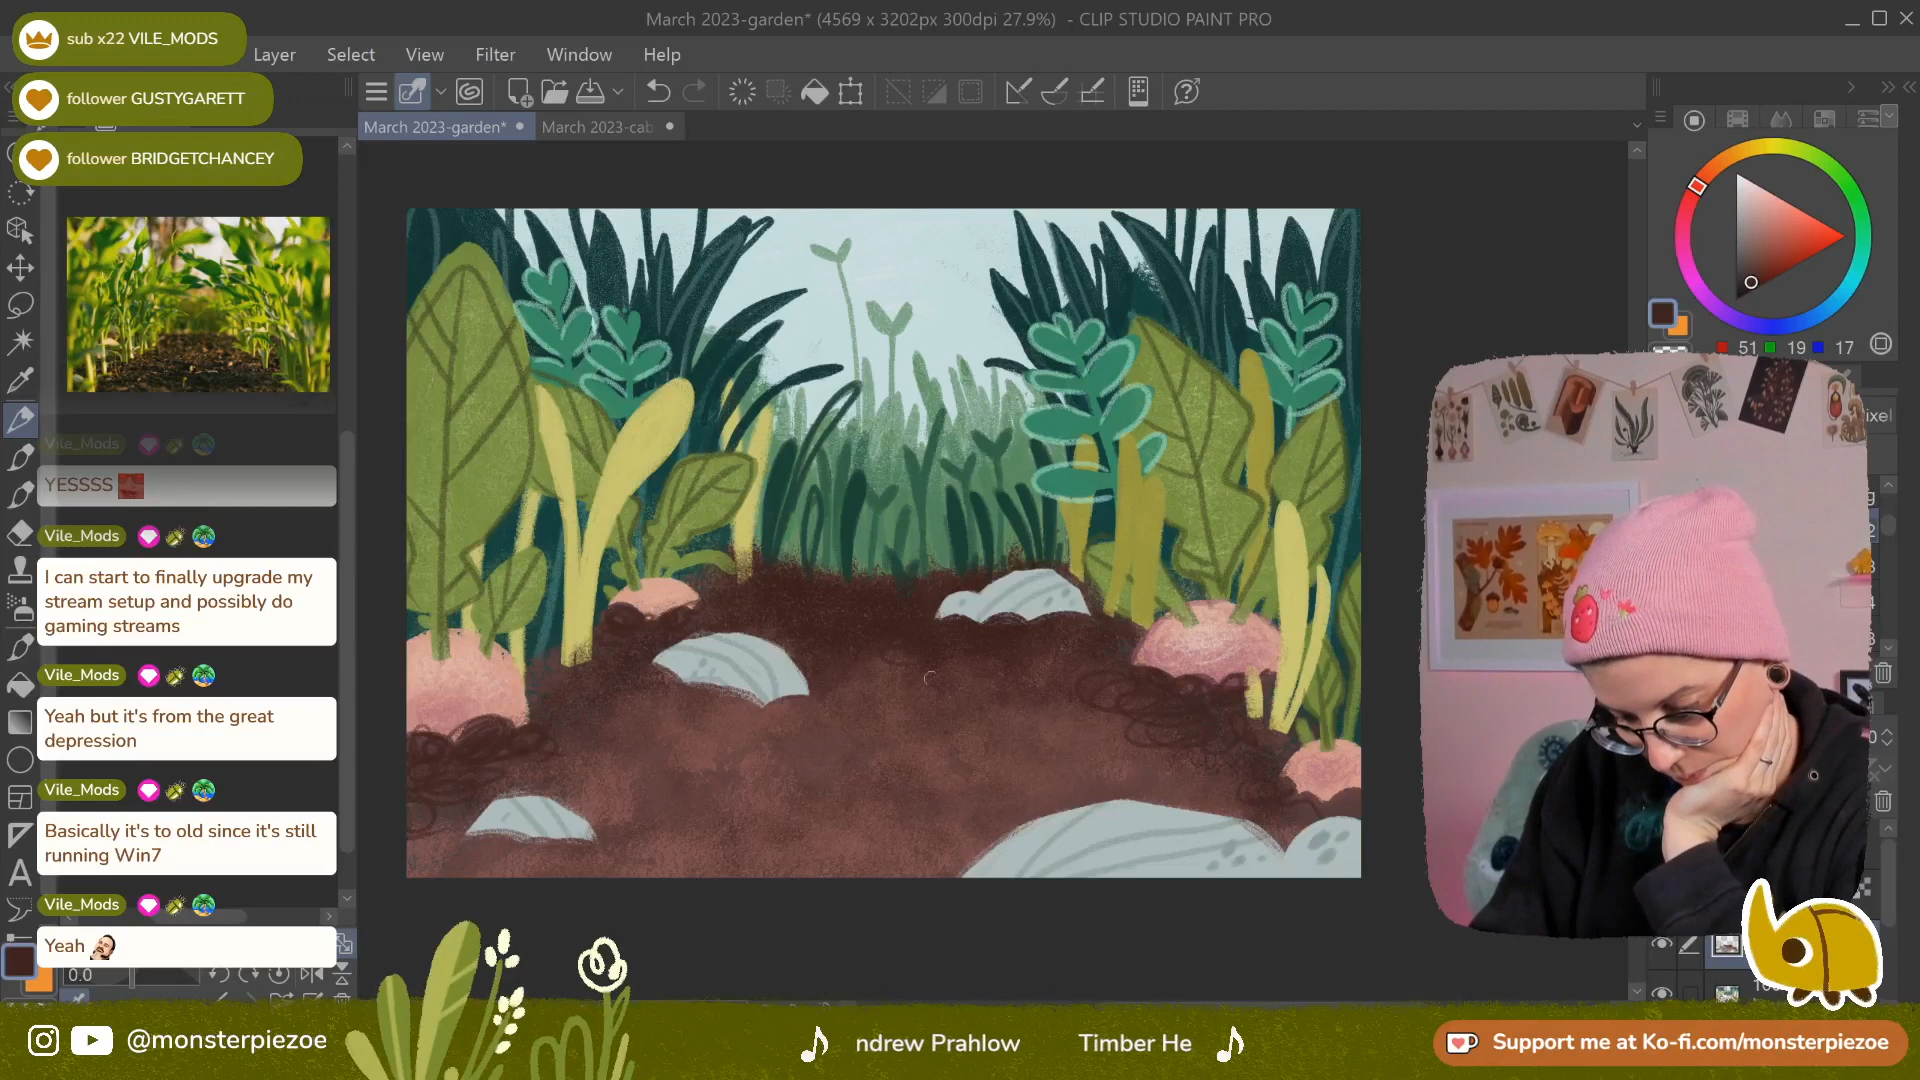 March 2023-garden* (4569 x 3202px 300dpi 27.9%) - CLIP STUDIO PAINT PRO
sub x22 VILE_MODS
Layer Select View Filter Window Help
follower GUSTYGARETT
follower BRIDGETCHANCEY
March 2023-garden*
March 2023-cab
51 19 17
Vile_Mods
YESSSS
Vile_Mods
I can start to finally upgrade my
stream setup and possibly do
gaming streams
Vile_Mods
Yeah but it's from the great
depression
Vile_Mods
Basically it's to old since it's still
running Win7
Vile_Mods
Yeah
0.0
@monsterpiezoe
ndrew Prahlow
Timber He
Support me at Ko-fi.com/monsterpiezoe